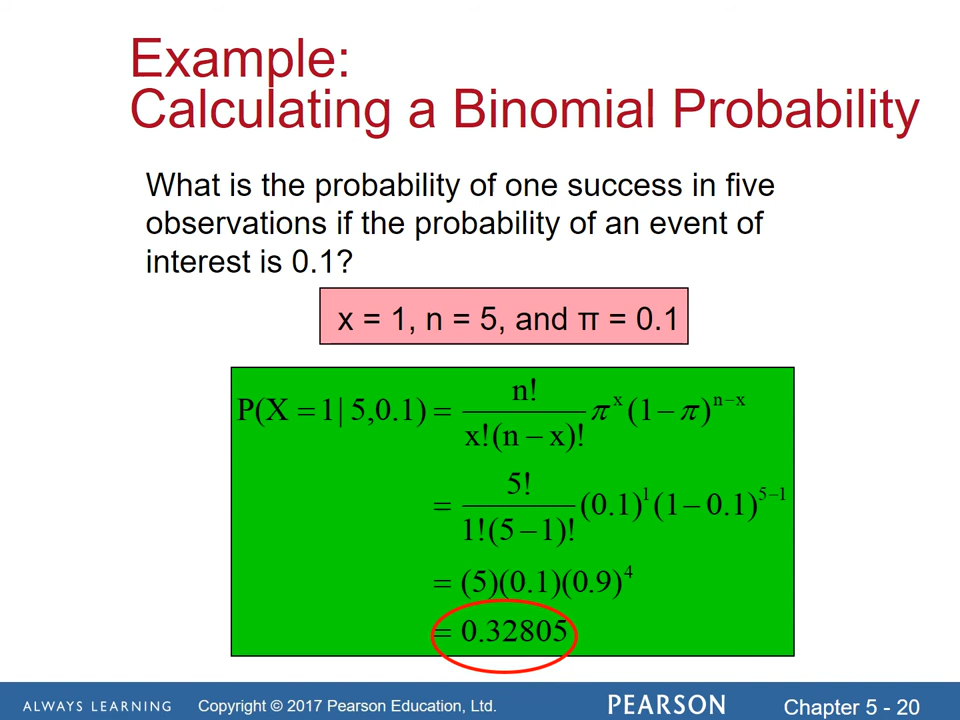 Example:
Calculating a Binomial Probability
What is the probability of one success in five
observations if the probability of an event of
interest is 0.1?
x = 1, n = 5, and π = 0.1
P(X = 1 | 5,0.1) = n! / x!(n − x)! π^x (1 − π)^(n−x)
= 5! / 1!(5 − 1)! (0.1)^1 (1 − 0.1)^(5−1)
= (5)(0.1)(0.9)^4
= 0.32805
ALWAYS LEARNING Copyright © 2017 Pearson Education, Ltd. PEARSON Chapter 5 - 20